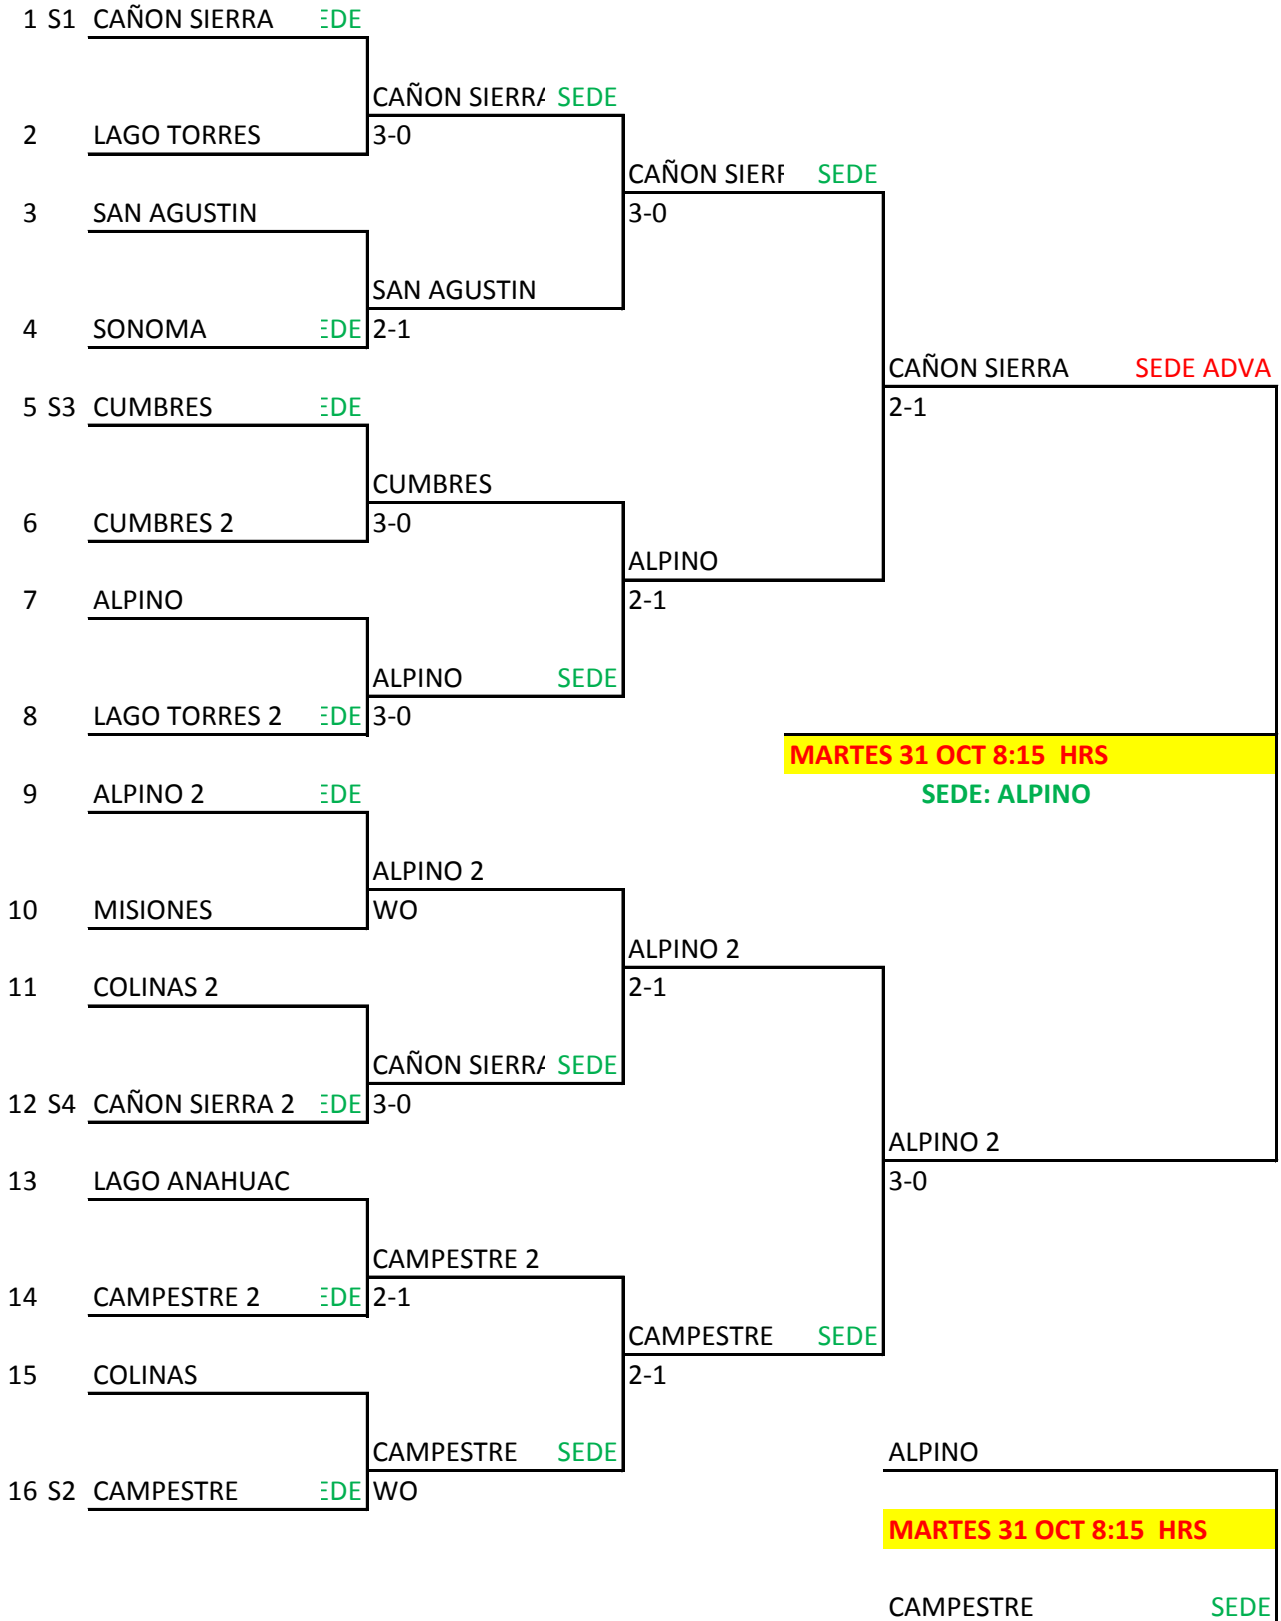 1 S1 CAÑON SIERRA EDE
CAÑON SIERRA SEDE
2 LAGO TORRES 3-0
CAÑON SIER SEDE
3 SAN AGUSTIN 3-0
SAN AGUSTIN
4 SONOMA EDE 2-1
CAÑON SIERRA SEDE ADVA
5 S3 CUMBRES EDE 2-1
CUMBRES
6 CUMBRES 2 3-0
ALPINO
7 ALPINO 2-1
ALPINO SEDE
8 LAGO TORRES 2 EDE 3-0
MARTES 31 OCT 8:15 HRS
9 ALPINO 2 EDE SEDE: ALPINO
ALPINO 2
10 MISIONES WO
ALPINO 2
11 COLINAS 2 2-1
CAÑON SIERRA SEDE
12 S4 CAÑON SIERRA 2 EDE 3-0
ALPINO 2
13 LAGO ANAHUAC 3-0
CAMPESTRE 2
14 CAMPESTRE 2 EDE 2-1
CAMPESTRE SEDE
15 COLINAS 2-1
CAMPESTRE SEDE ALPINO
16 S2 CAMPESTRE EDE WO
MARTES 31 OCT 8:15 HRS
CAMPESTRE SEDE